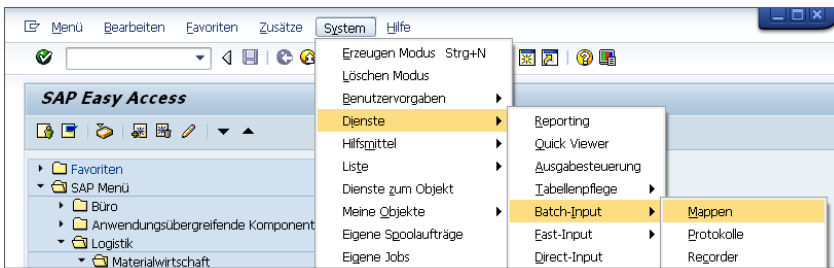 Menü Bearbeiten Favoriten Zusätze System Hilfe
Erzeugen Modus Strg+N
Löschen Modus
SAP Easy Access
Benutzervorgaben
Dienste
Reporting
Hilfsmittel
Quick Viewer
Favoriten
Liste
Ausgabesteuerung
SAP Menü
Dienste zum Objekt
Tabellenpflege
Büro
Meine Objekte
Batch-Input
Mappen
Anwendungsübergreifende Komponent
Eigene Spoolaufträge
Fast-Input
Protokolle
Logistik
Materialwirtschaft
Eigene Jobs
Direct-Input
Recorder